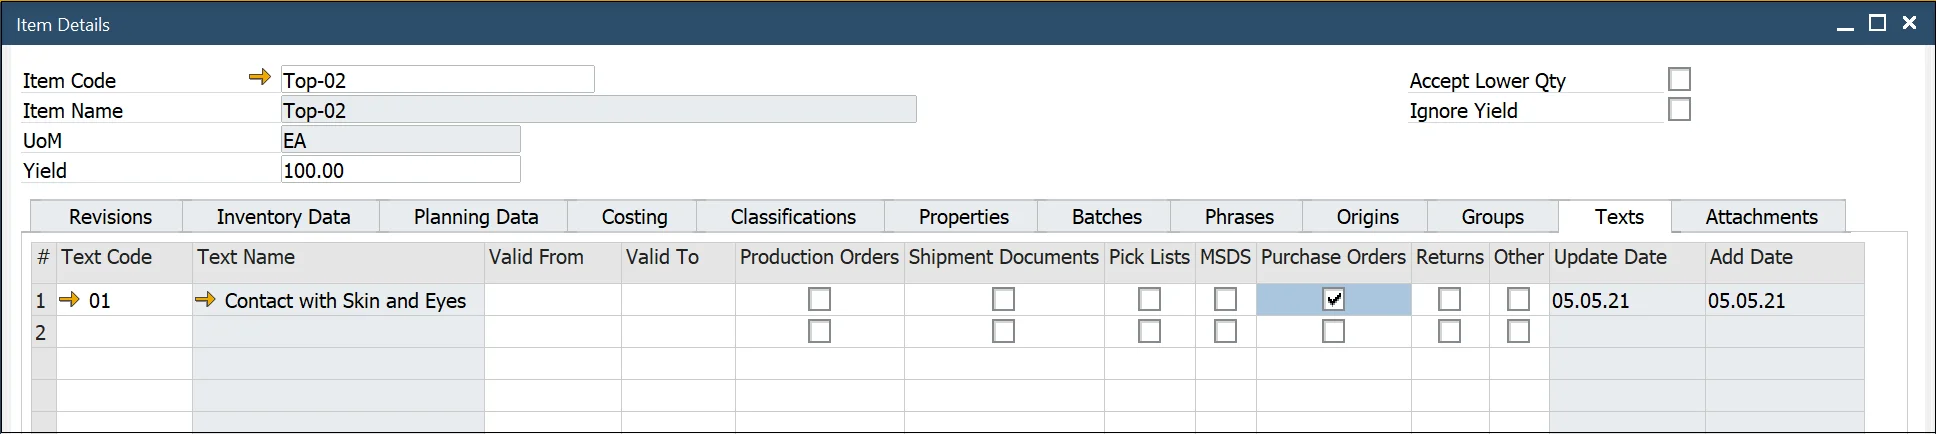 Item Details
Item Code Top-02 Accept Lower Qty
Item Name Top-02 Ignore Yield
UoM EA
Yield 100.00
Revisions Inventory Data Planning Data Costing Classifications Properties Batches Phrases Origins Groups Texts Attachments
# Text Code Text Name Valid From Valid To Production Orders Shipment Documents Pick Lists MSDS Purchase Orders Returns Other Update Date Add Date
1 01 Contact with Skin and Eyes 05.05.21 05.05.21
2